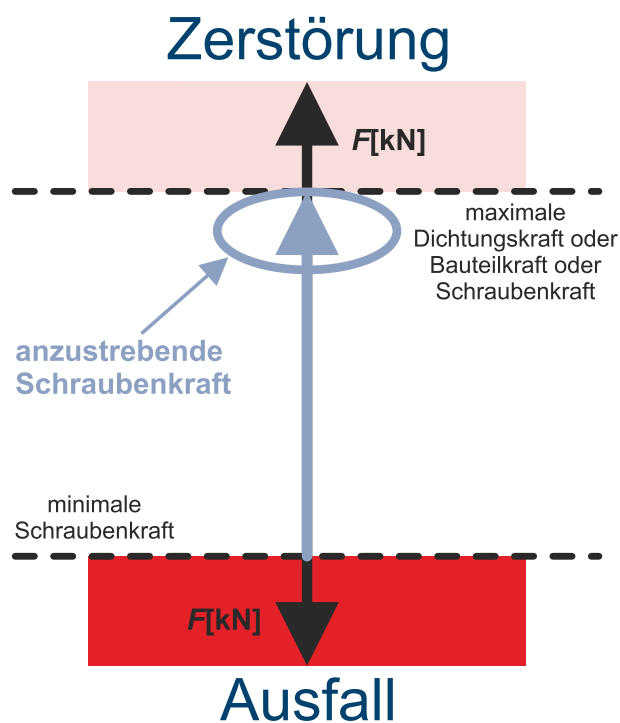 Zerstörung
F[kN]
maximale
Dichtungskraft oder
Bauteilkraft oder
Schraubenkraft
anzustrebende
Schraubenkraft
minimale
Schraubenkraft
F[kN]
Ausfall